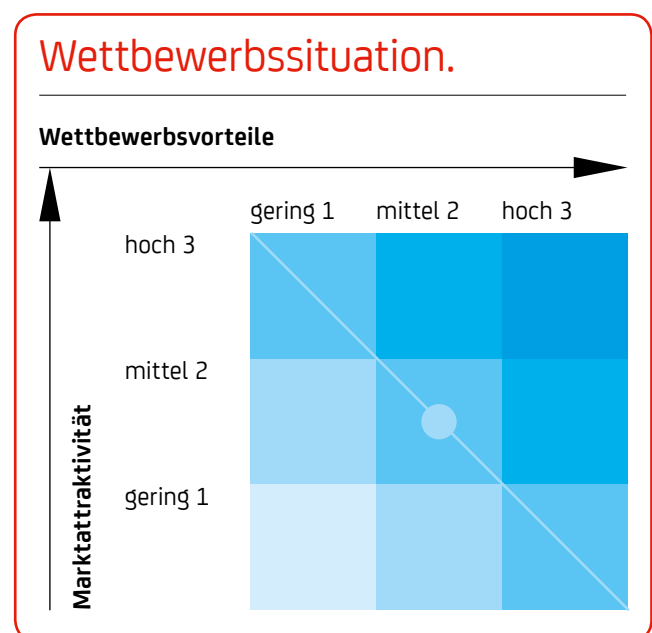 Wettbewerbssituation.
Wettbewerbsvorteile
gering 1 mittel 2 hoch 3
hoch 3
mittel 2
gering 1
Marktattraktivität